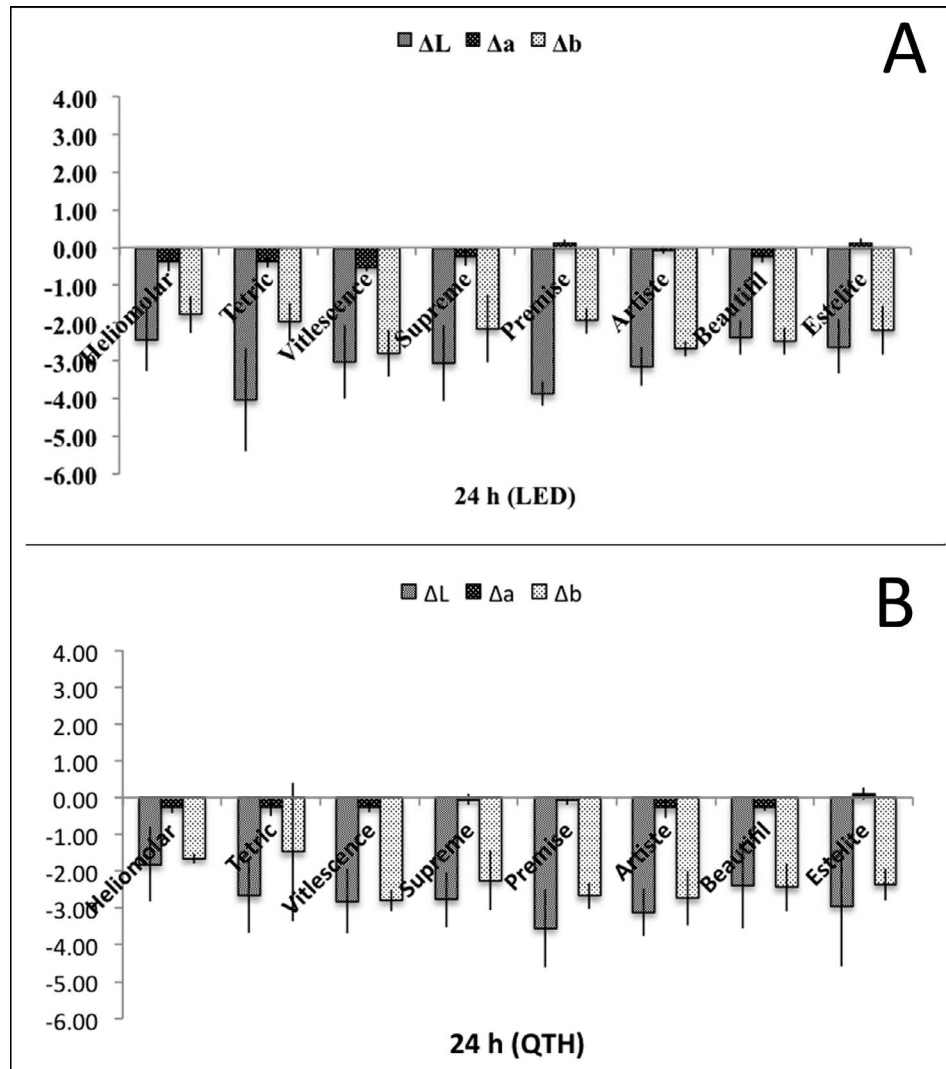 A
ΔL Δa Δb
4.00
3.00
2.00
1.00
0.00
-1.00
-2.00
-3.00
-4.00
-5.00
-6.00
Heliomolar
Tetric
Vitlescence
Supreme
Premise
Artiste
Beautifil
Estelite
24 h (LED)
B
ΔL Δa Δb
4.00
3.00
2.00
1.00
0.00
-1.00
-2.00
-3.00
-4.00
-5.00
-6.00
Heliomolar
Tetric
Vitlescence
Supreme
Premise
Artiste
Beautifil
Estelite
24 h (QTH)